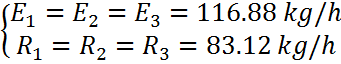 E₁ = E₂ = E₃ = 116.88 kg/h
R₁ = R₂ = R₃ = 83.12 kg/h